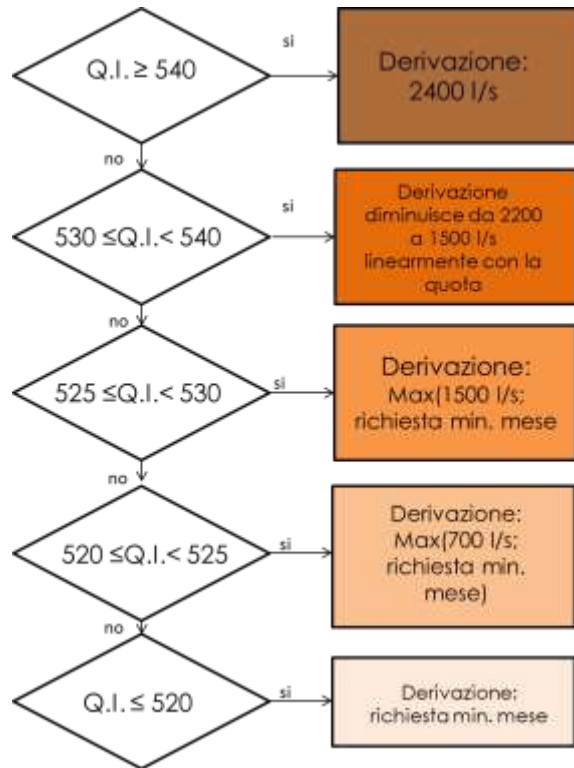 Q.I. ≥ 540
si
Derivazione:
2400 l/s
no
530 ≤Q.I.< 540
si
Derivazione
diminuisce da 2200
a 1500 l/s
linearmente con la
quota
no
525 ≤Q.I.< 530
si
Derivazione:
Max(1500 l/s;
richiesta min. mese
no
520 ≤Q.I.< 525
si
Derivazione:
Max(700 l/s;
richiesta min.
mese)
no
Q.I. ≤ 520
si
Derivazione:
richiesta min. mese